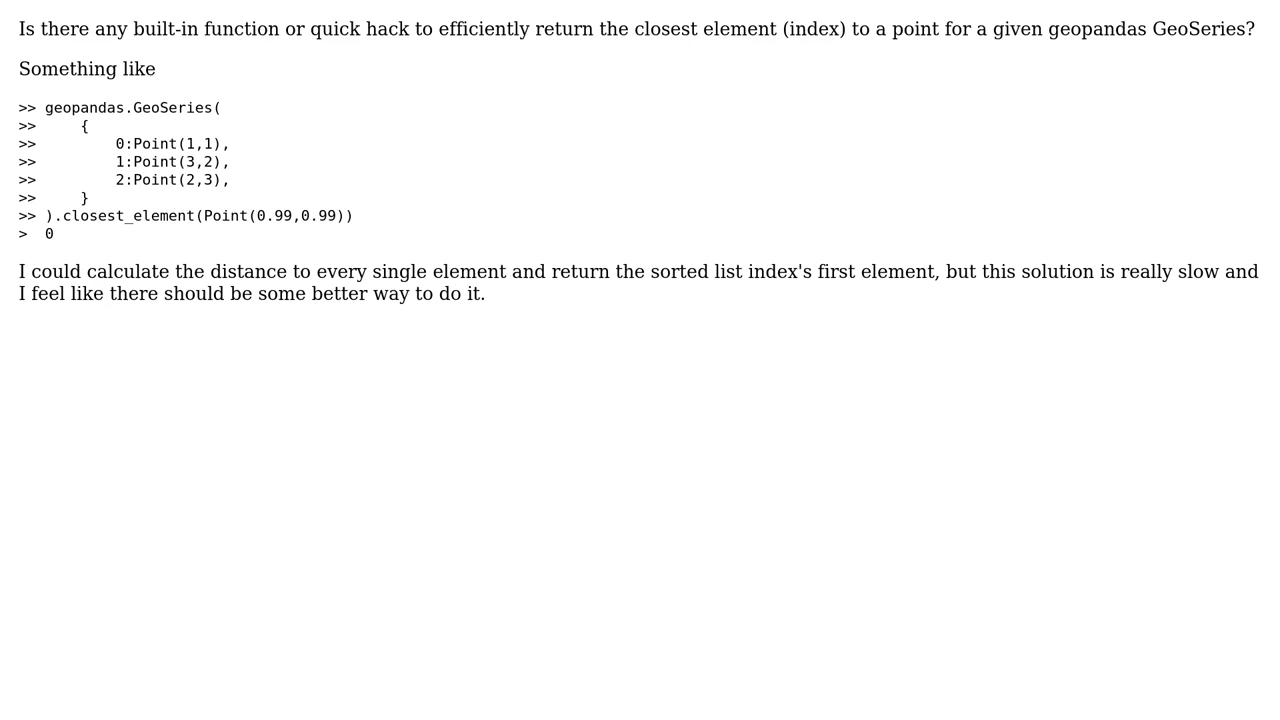 Is there any built-in function or quick hack to efficiently return the closest element (index) to a point for a given geopandas GeoSeries?
Something like
>> geopandas.GeoSeries(
>>     {
>>         0:Point(1,1),
>>         1:Point(3,2),
>>         2:Point(2,3),
>>     }
>> ).closest_element(Point(0.99,0.99))
>  0
I could calculate the distance to every single element and return the sorted list index's first element, but this solution is really slow and
I feel like there should be some better way to do it.